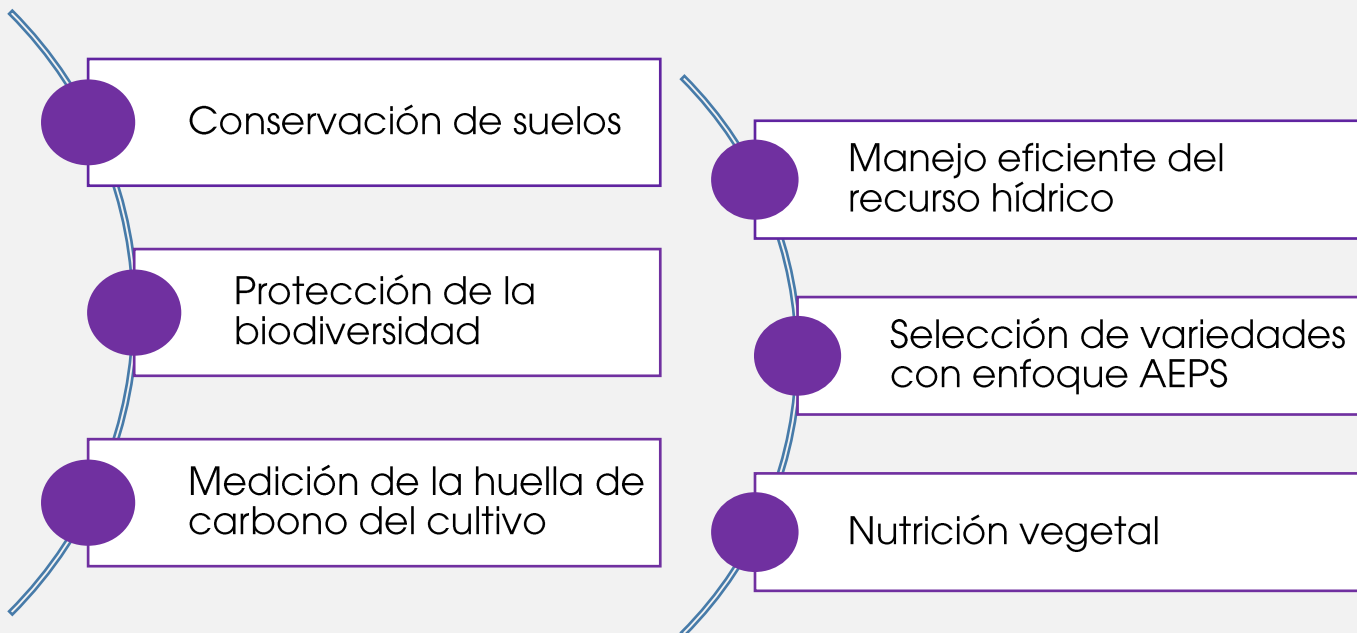 Conservación de suelos
Protección de la
biodiversidad
Medición de la huella de
carbono del cultivo
Manejo eficiente del
recurso hídrico
Selección de variedades
con enfoque AEPS
Nutrición vegetal